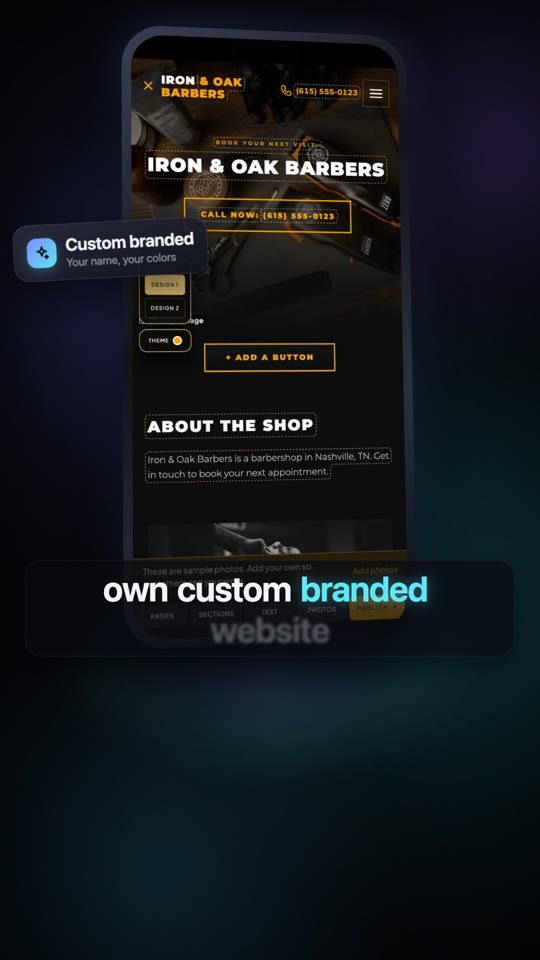 IRON & OAK
BARBERS
(615) 555-0123
BOOK YOUR NEXT VISIT
IRON & OAK BARBERS
CALL NOW: (615) 555-0123
Custom branded
Your name, your colors
DESIGN 1
DESIGN 2
THEME
+ ADD A BUTTON
ABOUT THE SHOP
Iron & Oak Barbers is a barbershop in Nashville, TN. Get
in touch to book your next appointment.
These are sample photos. Add your own so
Add photos
own custom branded
website
PAGES
SECTIONS
TEXT
PHOTOS
PUBLISH